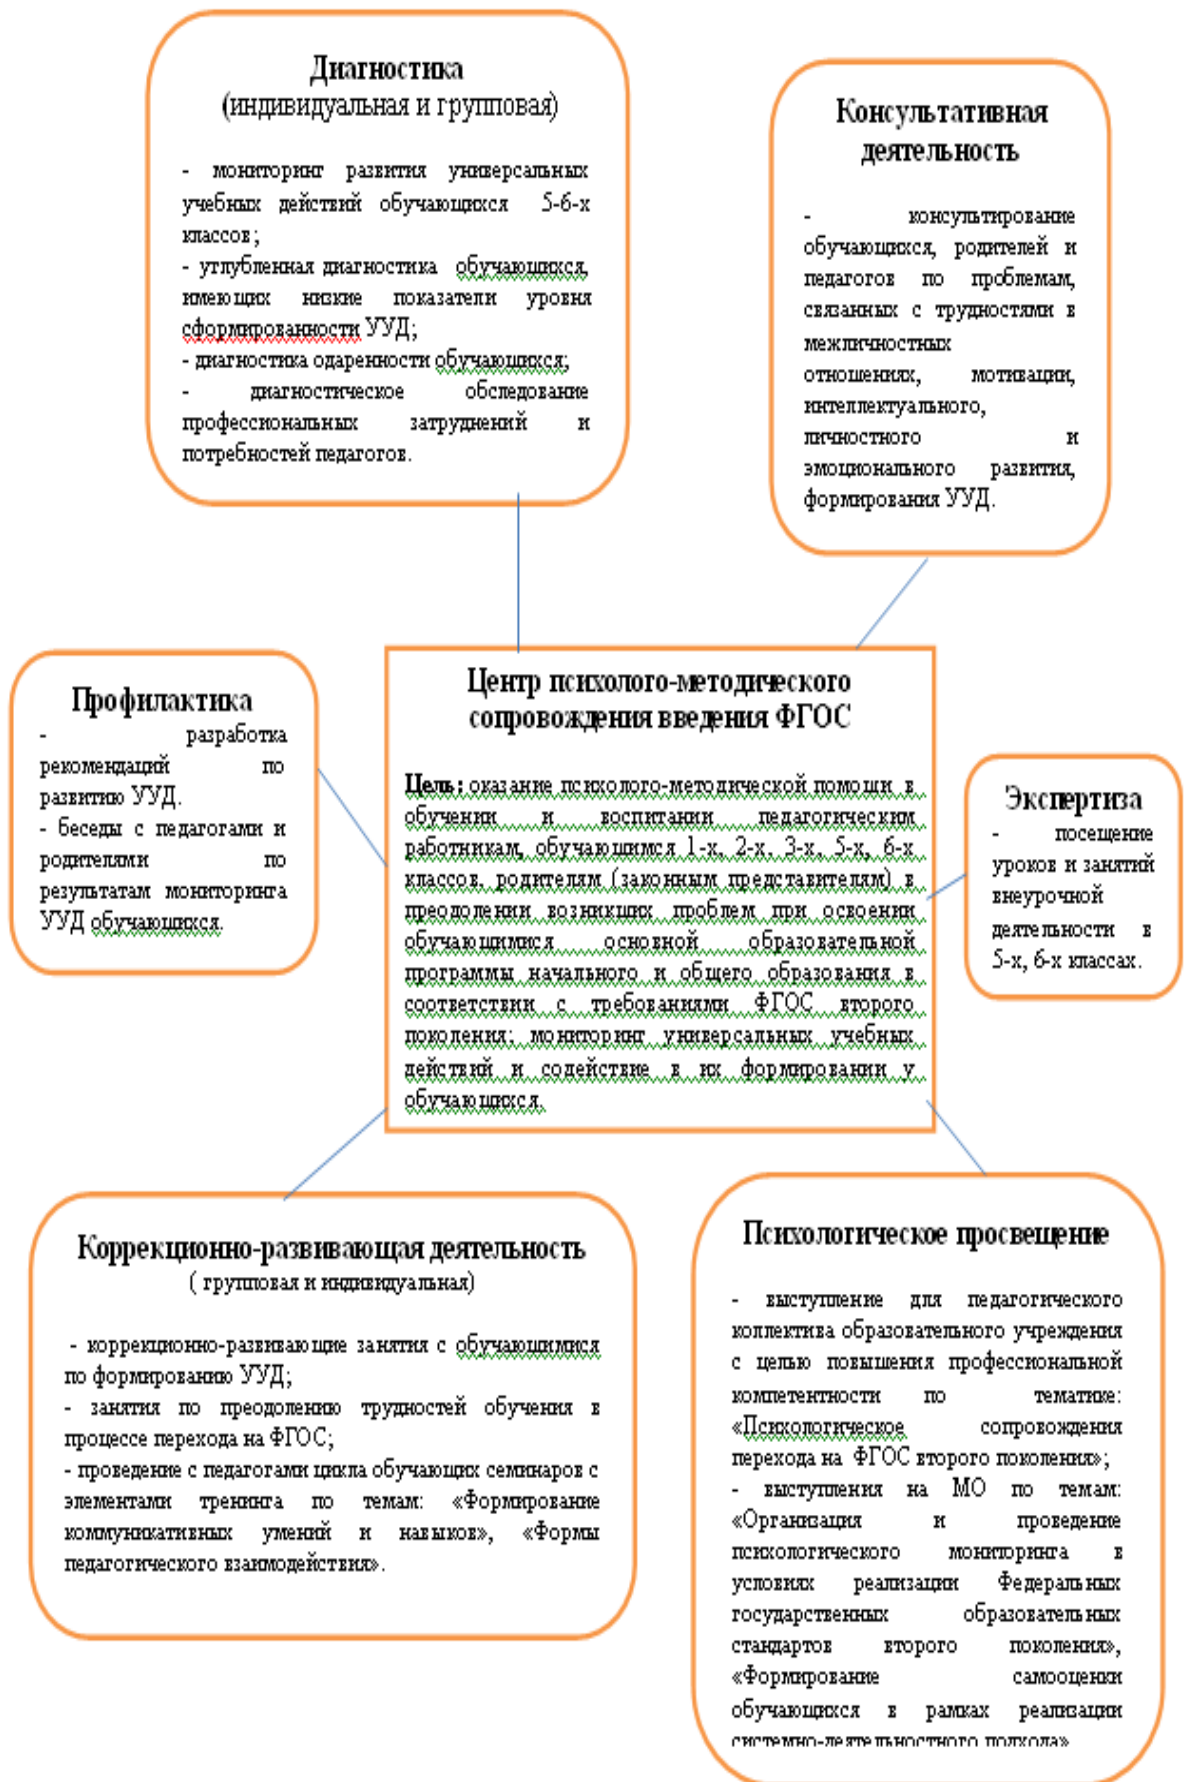 Диагностика
(индивидуальная и групповая)
- мониторинг развития универсальных
учебных действий обучающихся 5-6-х
классов;
- углубленная диагностика обучающихся,
имеющих низкие показатели уровня
сформированности УУД;
- диагностика одаренности обучающихся;
- диагностическое обследование
профессиональных затруднений и
потребностей педагогов.
Консультативная
деятельность
- консультирование
обучающихся, родителей и
педагогов по проблемам,
связанных с трудностями в
межличностных
отношениях, мотивации,
интеллектуального,
личностного и
эмоционального развития,
формирования УУД.
Профилактика
- разработка
рекомендаций по
развитию УУД.
- беседы с педагогами и
родителями по
результатам мониторинга
УУД обучающихся.
Центр психолого-методического
сопровождения введения ФГОС
Цель: оказание психолого-методической помощи в
обучении и воспитании педагогическим
работникам, обучающимся 1-х, 2-х, 3-х, 5-х, 6-х
классов, родителям (законным представителям) в
преодолении возникших проблем при освоении
обучающимися основной образовательной
программы начального и общего образования в
соответствии с требованиями ФГОС второго
поколения; мониторинг универсальных учебных
действий и содействие в их формировании у
обучающихся.
Экспертиза
- посещение
уроков и занятий
внеурочной
деятельности в
5-х, 6-х классах.
Коррекционно-развивающая деятельность
( групповая и индивидуальная)
- коррекционно-развивающие занятия с обучающимися
по формированию УУД;
- занятия по преодолению трудностей обучения в
процессе перехода на ФГОС;
- проведение с педагогами цикла обучающих семинаров с
элементами тренинга по темам: «Формирование
коммуникативных умений и навыков», «Формы
педагогического взаимодействия».
Психологическое просвещение
- выступление для педагогического
коллектива образовательного учреждения
с целью повышения профессиональной
компетентности по тематике:
«Психологическое сопровождения
перехода на ФГОС второго поколения»;
- выступления на МО по темам:
«Организация и проведение
психологического мониторинга в
условиях реализации Федеральных
государственных образовательных
стандартов второго поколения»,
«Формирование самооценки
обучающихся в рамках реализации
системно-деятельностного подхода»